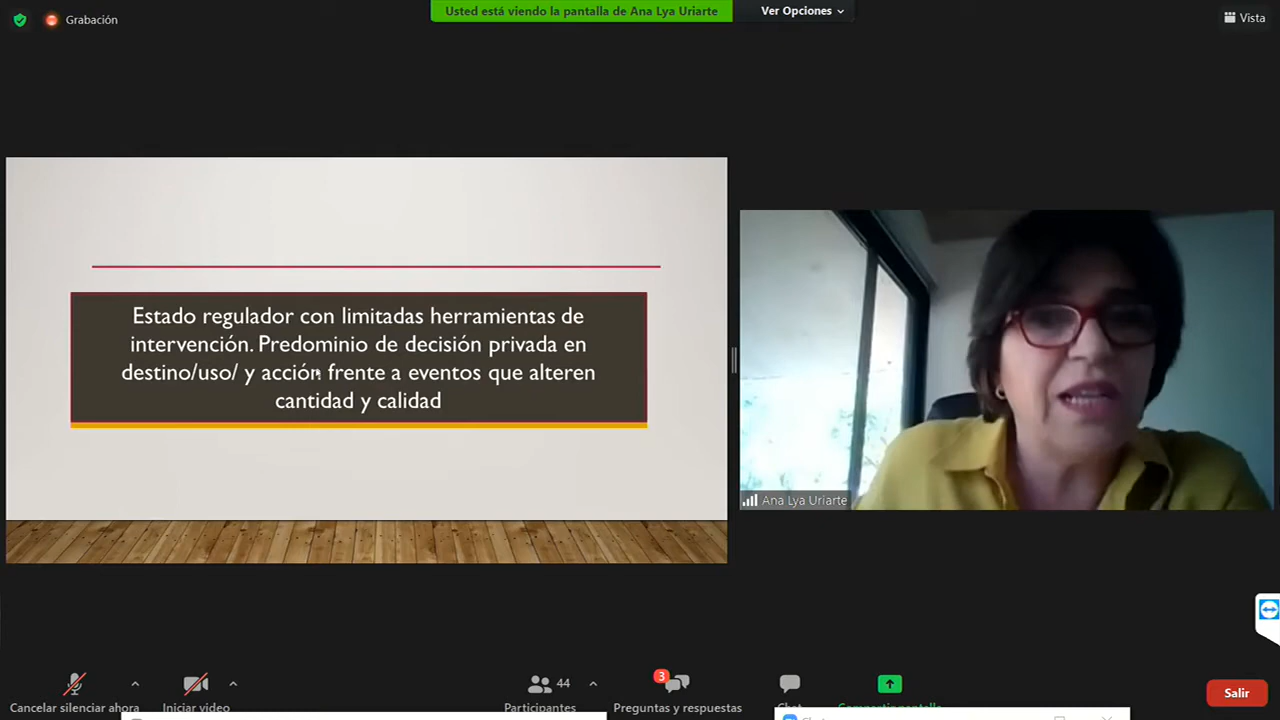 Grabación
Usted está viendo la pantalla de Ana Lya Uriarte
Ver Opciones
Vista
Estado regulador con limitadas herramientas de
intervención. Predominio de decisión privada en
destino/uso/ y acción frente a eventos que alteren
cantidad y calidad
Ana Lya Uriarte
Cancelar silenciar ahora
Iniciar video
44
Participantes
3
Preguntas y respuestas
Salir